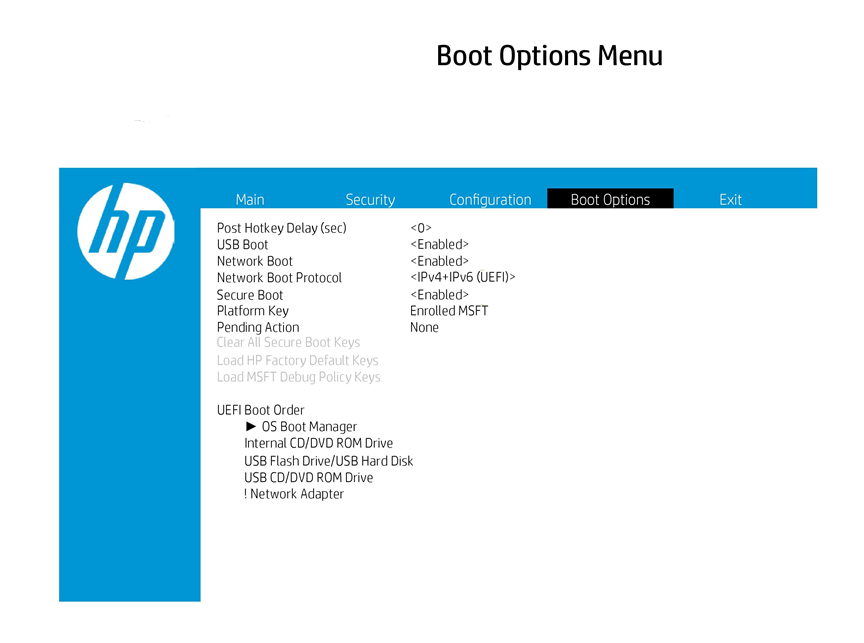 Boot Options Menu
hp
Main Security Configuration Boot Options Exit
Post Hotkey Delay (sec) <0>
USB Boot <Enabled>
Network Boot <Enabled>
Network Boot Protocol <IPv4+IPv6 (UEFI)>
Secure Boot <Enabled>
Platform Key Enrolled MSFT
Pending Action None
Clear All Secure Boot Keys
Load HP Factory Default Keys
Load MSFT Debug Policy Keys
UEFI Boot Order
► OS Boot Manager
Internal CD/DVD ROM Drive
USB Flash Drive/USB Hard Disk
USB CD/DVD ROM Drive
! Network Adapter